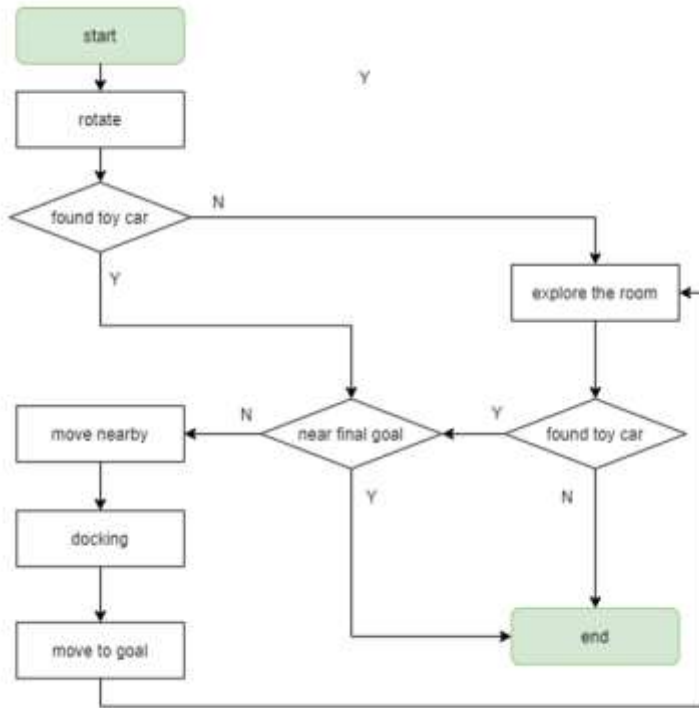 start
Y
rotate
found toy car
N
Y
explore the room
move nearby
N
near final goal
Y
found toy car
Y
N
docking
move to goal
end